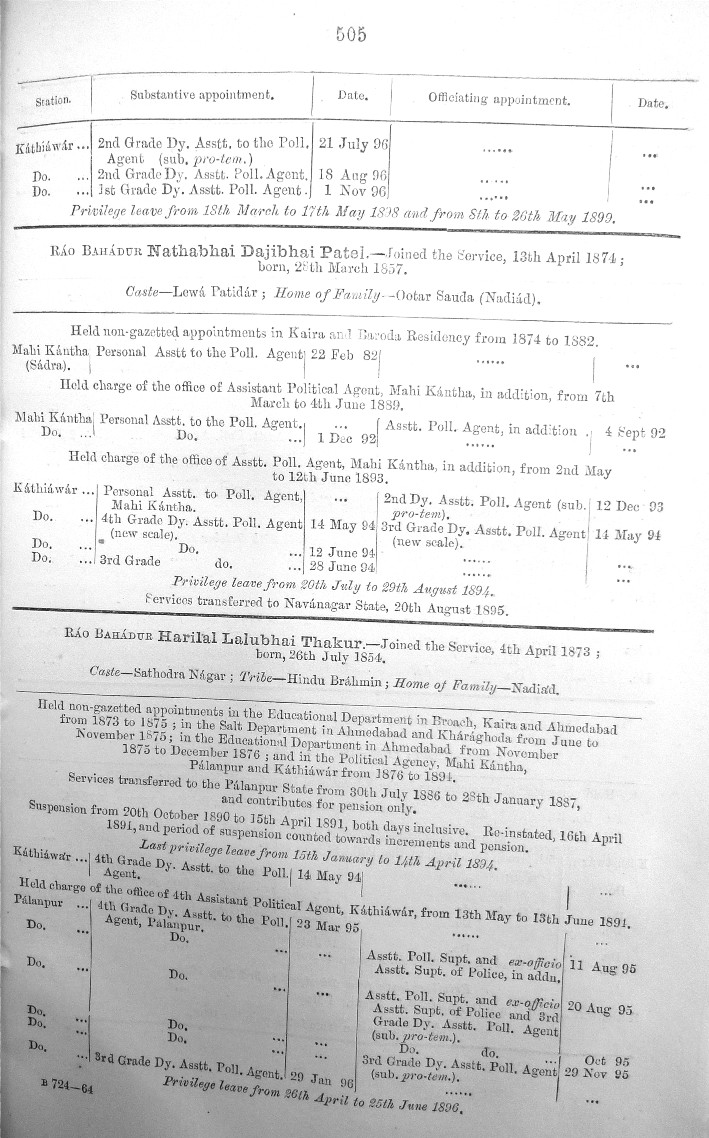 505
Station. Substantive appointment. Date. Officiating appointment. Date.
Káthiáwár ... 2nd Grade Dy. Asstt. to the Poll. 21 July 96 ...... ...
Agent (sub. pro-tem.)
Do. ... 2nd Grade Dy. Asstt. Poll. Agent. 18 Aug 96 ...... ...
Do. ... 1st Grade Dy. Asstt. Poll. Agent. 1 Nov 96 ...... ...
Privilege leave from 18th March to 17th May 1898 and from 8th to 26th May 1899.
RÁO BAHÁDUR Nathabhai Dajibhai Patel.—Joined the Service, 13th April 1874;
born, 28th March 1857.
Caste—Lewá Patidár; Home of Family—Ootar Sauda (Nadiád).
Held non-gazetted appointments in Kaira and Baroda Residency from 1874 to 1882.
Mahi Kántha Personal Asstt to the Poll. Agent 22 Feb 82 ...... ...
(Sádra).
Held charge of the office of Assistant Political Agent, Mahi Kántha, in addition, from 7th
March to 4th June 1889.
Mahi Kántha Personal Asstt. to the Poll. Agent. ... Asstt. Poll. Agent, in addition . 4 Sept 92
Do. ... Do. ... 1 Dec 92 ...... ...
Held charge of the office of Asstt. Poll. Agent, Mahi Kántha, in addition, from 2nd May
to 12th June 1893.
Káthiáwár ... Personal Asstt. to Poll. Agent, ... 2nd Dy. Asstt. Poll. Agent (sub. 12 Dec 93
Mahi Kántha. pro-tem).
Do. ... 4th Grade Dy. Asstt. Poll. Agent 14 May 94 3rd Grade Dy. Asstt. Poll. Agent 14 May 94
(new scale). (new scale).
Do. ... Do. ... 12 June 94 ...... ...
Do. ... 3rd Grade do. ... 28 June 94 ...... ...
Privilege leave from 20th July to 29th August 1894.
Services transferred to Navánagar State, 20th August 1895.
RÁO BAHÁDUR Harilal Lalubhai Thakur.—Joined the Service, 4th April 1873;
born, 26th July 1854.
Caste—Sathodra Nágar; Tribe—Hindu Bráhmin; Home of Family—Nadiád.
Held non-gazetted appointments in the Educational Department in Broach, Kaira and Ahmedabad
from 1873 to 1875; in the Salt Department in Ahmedabad and Khárághoda from June to
November 1875; in the Educational Department in Ahmedabad from November
1875 to December 1876; and in the Political Agency, Mahi Kántha,
Pálanpur and Káthiáwár from 1876 to 1894.
Services transferred to the Pálanpur State from 30th July 1886 to 28th January 1887,
and contributes for pension only.
Suspension from 20th October 1890 to 15th April 1891, both days inclusive. Re-instated, 16th April
1891, and period of suspension counted towards increments and pension.
Last privilege leave from 15th January to 14th April 1894.
Káthiáwár ... 4th Grade Dy. Asstt. to the Poll. 14 May 94 ...... ...
Agent.
Held charge of the office of 4th Assistant Political Agent, Káthiáwár, from 13th May to 13th June 1894.
Pálanpur ... 4th Grade Dy. Asstt. to the Poll. 23 Mar 95 ...... ...
Agent, Pálanpur.
Do. ... Do. ... ... Asstt. Poll. Supt. and ex-officio 11 Aug 95
Asstt. Supt. of Police, in addn.
Do. ... Do. ... ... Asstt. Poll. Supt. and ex-officio 20 Aug 95
Asstt. Supt. of Police and 3rd
Grade Dy. Asstt. Poll. Agent
(sub. pro-tem.).
Do. ... Do. ... ... Do. do. ... Oct 95
Do. ... Do. ... ... 3rd Grade Dy. Asstt. Poll. Agent 29 Nov 95
(sub. pro-tem.).
Do. ... 3rd Grade Dy. Asstt. Poll. Agent. 29 Jan 96 ...... ...
Privilege leave from 26th April to 25th June 1896.
B 724—64